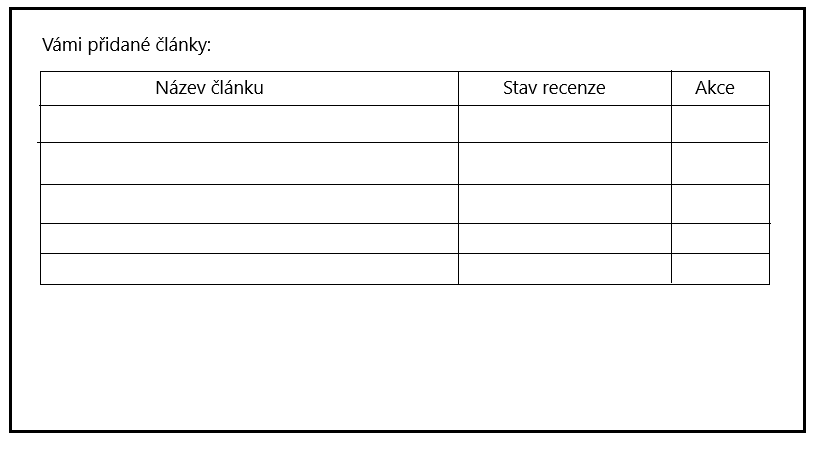 Vámi přidané články:
Název článku Stav recenze Akce